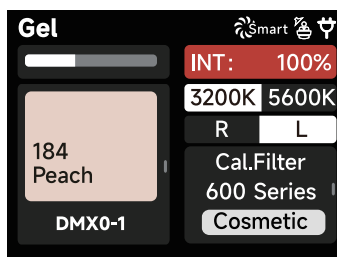 Gel
Smart
INT: 100%
3200K 5600K
R L
184
Peach
DMX0-1
Cal.Filter
600 Series
Cosmetic